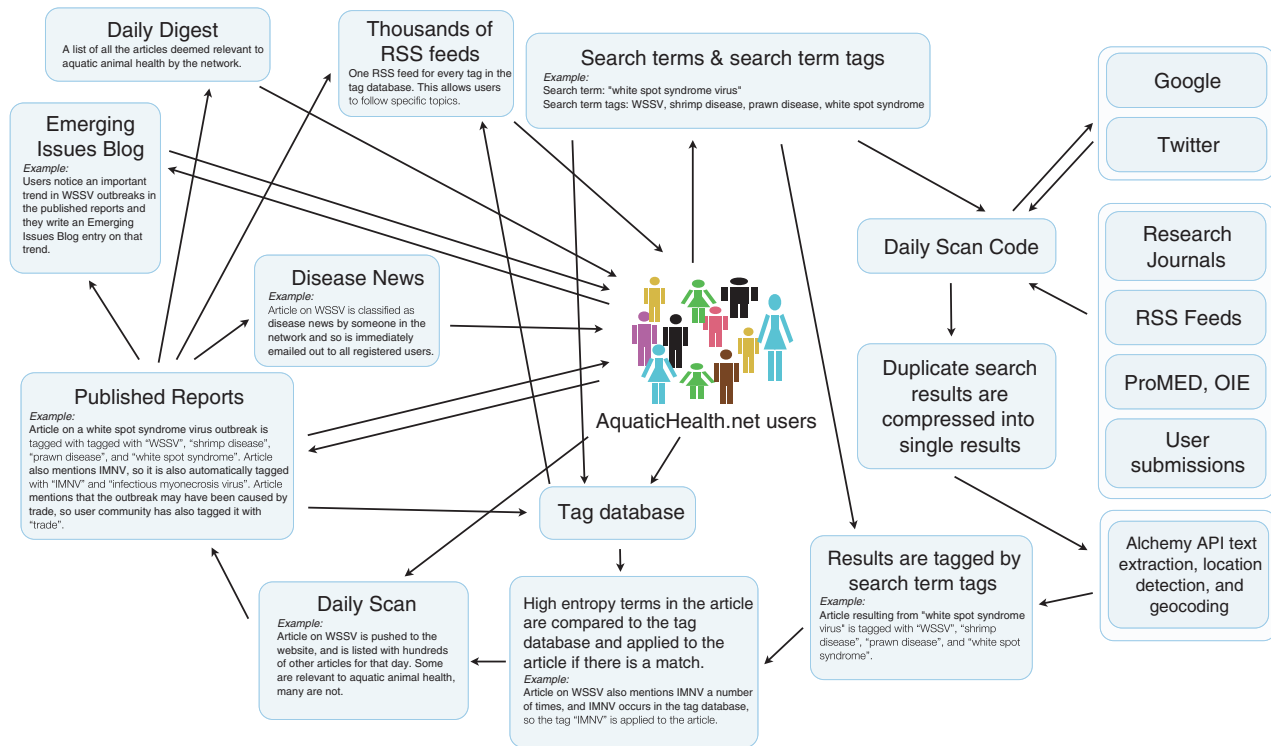 Daily Digest
A list of all the articles deemed relevant to
aquatic animal health by the network.
Thousands of
RSS feeds
One RSS feed for every tag in the
tag database. This allows users
to follow specific topics.
Search terms & search term tags
Example:
Search term: "white spot syndrome virus"
Search term tags: WSSV, shrimp disease, prawn disease, white spot syndrome
Google
Twitter
Emerging
Issues Blog
Example:
Users notice an important
trend in WSSV outbreaks in
the published reports and
they write an Emerging
Issues Blog entry on that
trend.
Daily Scan Code
Research
Journals
RSS Feeds
ProMED, OIE
User
submissions
Disease News
Example:
Article on WSSV is classified as
disease news by someone in the
network and so is immediately
emailed out to all registered users.
Duplicate search
results are
compressed into
single results
AquaticHealth.net users
Published Reports
Example:
Article on a white spot syndrome virus outbreak is
tagged with tagged with “WSSV”, “shrimp disease”,
“prawn disease”, and “white spot syndrome”. Article
also mentions IMNV, so it is also automatically tagged
with “IMNV” and “infectious myonecrosis virus”. Article
mentions that the outbreak may have been caused by
trade, so user community has also tagged it with
“trade”.
Tag database
Alchemy API text
extraction, location
detection, and
geocoding
Results are tagged by
search term tags
Example:
Article resulting from "white spot syndrome
virus" is tagged with “WSSV”, “shrimp
disease”, “prawn disease”, and “white spot
syndrome”.
Daily Scan
Example:
Article on WSSV is pushed to the
website, and is listed with hundreds
of other articles for that day. Some
are relevant to aquatic animal health,
many are not.
High entropy terms in the article
are compared to the tag
database and applied to the
article if there is a match.
Example:
Article on WSSV also mentions IMNV a number
of times, and IMNV occurs in the tag database,
so the tag “IMNV” is applied to the article.